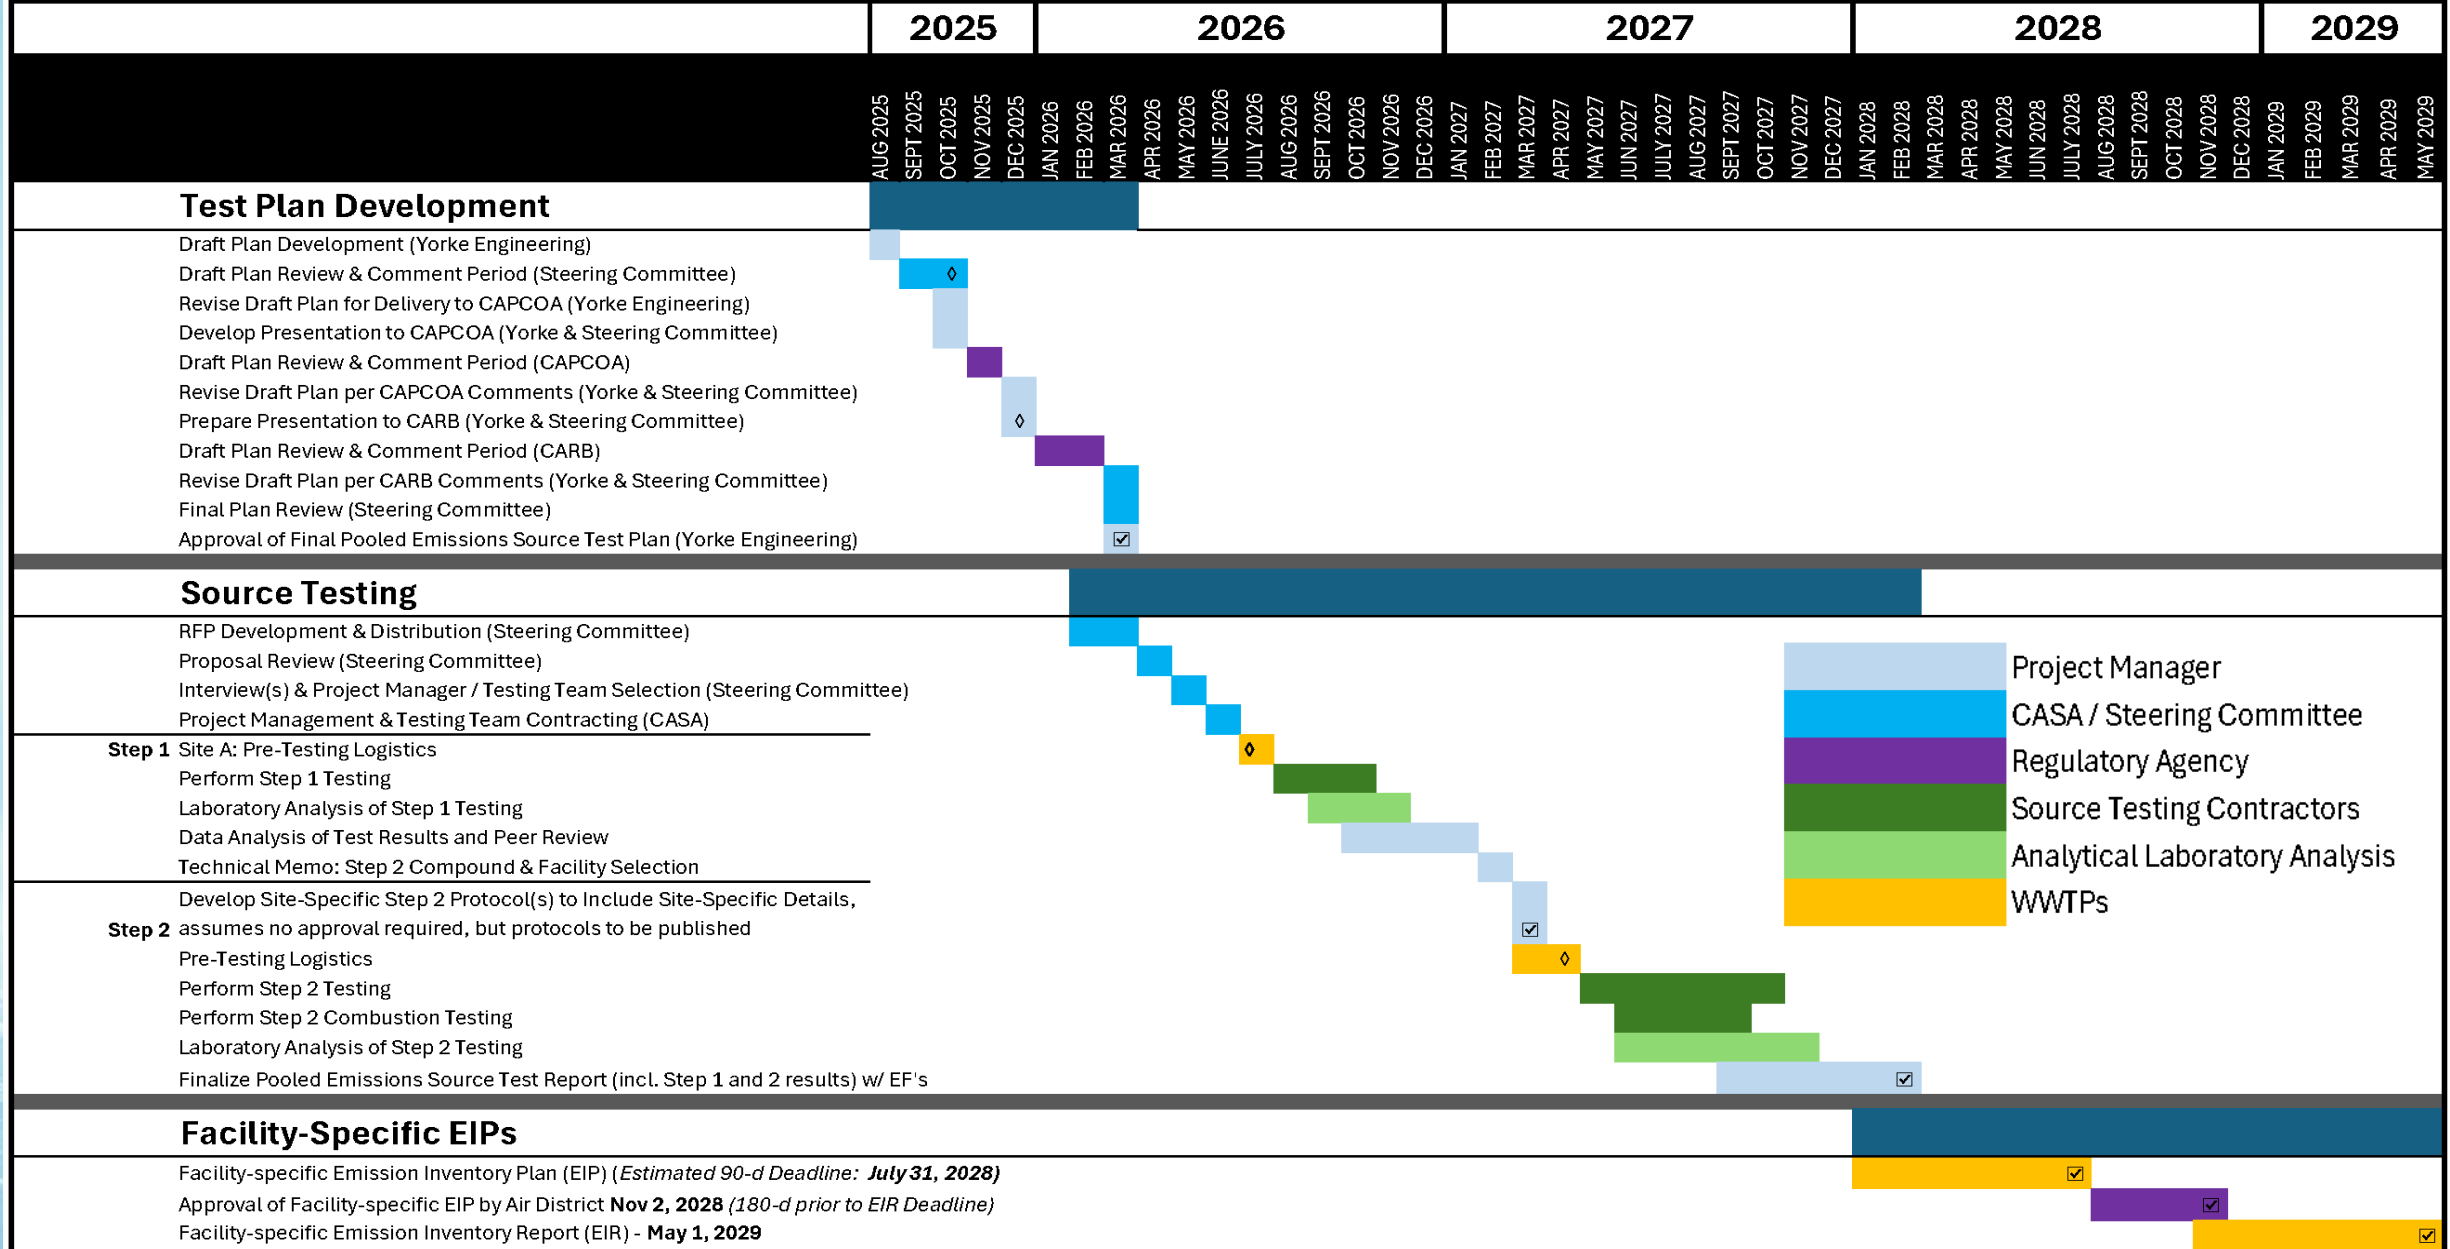 2025 2026 2027 2028 2029
AUG 2025 SEPT 2025 OCT 2025 NOV 2025 DEC 2025 JAN 2026 FEB 2026 MAR 2026 APR 2026 MAY 2026 JUNE 2026 JULY 2026 AUG 2026 SEPT 2026 OCT 2026 NOV 2026 DEC 2026 JAN 2027 FEB 2027 MAR 2027 APR 2027 MAY 2027 JUN 2027 JULY 2027 AUG 2027 SEPT 2027 OCT 2027 NOV 2027 DEC 2027 JAN 2028 FEB 2028 MAR 2028 APR 2028 MAY 2028 JUN 2028 JULY 2028 AUG 2028 SEPT 2028 OCT 2028 NOV 2028 DEC 2028 JAN 2029 FEB 2029 MAR 2029 APR 2029 MAY 2029
Test Plan Development
Draft Plan Development (Yorke Engineering)
Draft Plan Review & Comment Period (Steering Committee)
Revise Draft Plan for Delivery to CAPCOA (Yorke Engineering)
Develop Presentation to CAPCOA (Yorke & Steering Committee)
Draft Plan Review & Comment Period (CAPCOA)
Revise Draft Plan per CAPCOA Comments (Yorke & Steering Committee)
Prepare Presentation to CARB (Yorke & Steering Committee)
Draft Plan Review & Comment Period (CARB)
Revise Draft Plan per CARB Comments (Yorke & Steering Committee)
Final Plan Review (Steering Committee)
Approval of Final Pooled Emissions Source Test Plan (Yorke Engineering)
Source Testing
RFP Development & Distribution (Steering Committee)
Proposal Review (Steering Committee)
Interview(s) & Project Manager / Testing Team Selection (Steering Committee)
Project Management & Testing Team Contracting (CASA)
Step 1 Site A: Pre-Testing Logistics
Perform Step 1 Testing
Laboratory Analysis of Step 1 Testing
Data Analysis of Test Results and Peer Review
Technical Memo: Step 2 Compound & Facility Selection
Develop Site-Specific Step 2 Protocol(s) to Include Site-Specific Details,
Step 2 assumes no approval required, but protocols to be published
Pre-Testing Logistics
Perform Step 2 Testing
Perform Step 2 Combustion Testing
Laboratory Analysis of Step 2 Testing
Finalize Pooled Emissions Source Test Report (incl. Step 1 and 2 results) w/ EF's
Project Manager
CASA / Steering Committee
Regulatory Agency
Source Testing Contractors
Analytical Laboratory Analysis
WWTPs
Facility-Specific EIPs
Facility-specific Emission Inventory Plan (EIP) (Estimated 90-d Deadline: July 31, 2028)
Approval of Facility-specific EIP by Air District Nov 2, 2028 (180-d prior to EIR Deadline)
Facility-specific Emission Inventory Report (EIR) - May 1, 2029